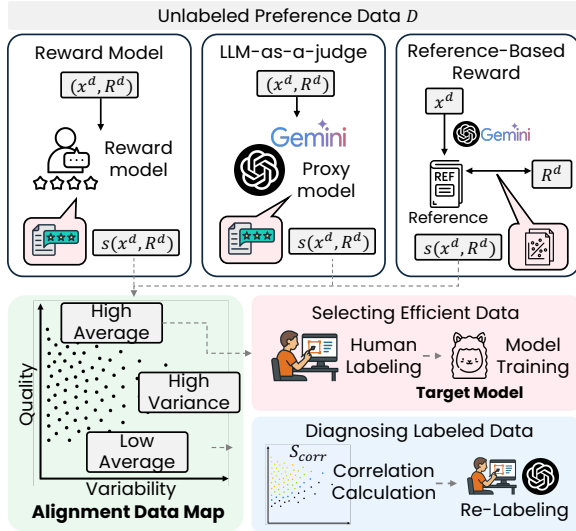 Unlabeled Preference Data D
Reward Model
(x^d, R^d)
Reward
model
s(x^d, R^d)
LLM-as-a-judge
(x^d, R^d)
Gemini
Proxy
model
s(x^d, R^d)
Reference-Based
Reward
x^d
Gemini
REF
R^d
Reference
s(x^d, R^d)
High
Average
High
Variance
Low
Average
Quality
Variability
Alignment Data Map
Selecting Efficient Data
Human
Labeling
Model
Training
Target Model
Diagnosing Labeled Data
S_corr
Correlation
Calculation
Re-Labeling